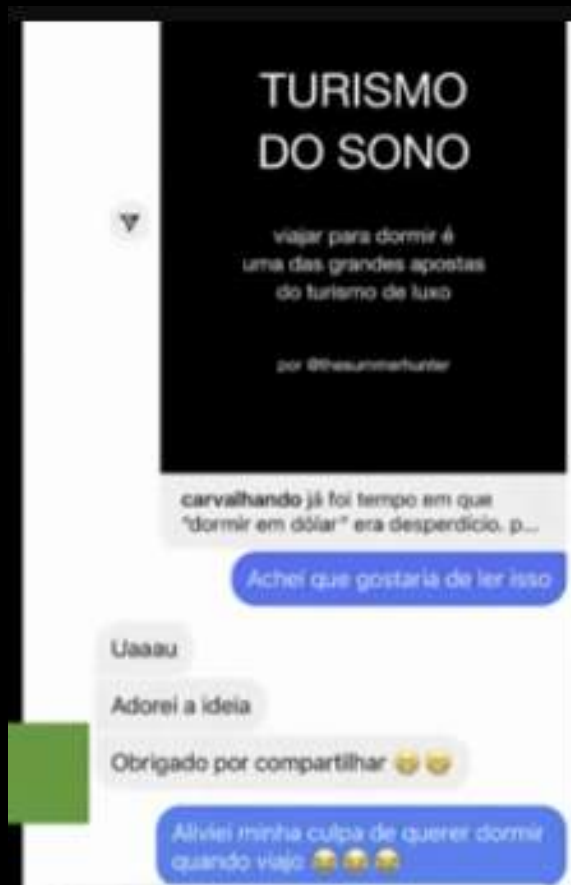 TURISMO
DO SONO
viajar para dormir é
uma das grandes apostas
do turismo de luxo
por @thesummerhunter
carvalhando já foi tempo em que
"dormir em dólar" era desperdício. p...
Achei que gostaria de ler isso
Uaaau
Adorei a ideia
Obrigado por compartilhar 😁😁
Aliviei minha culpa de querer dormir
quando viajo 😂😂😂